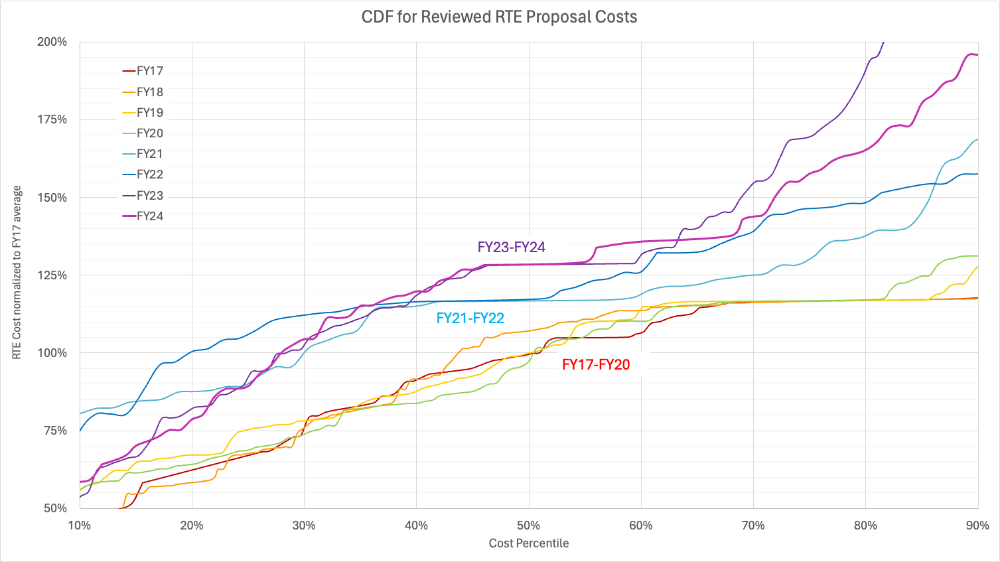 CDF for Reviewed RTE Proposal Costs
200%
175%
150%
125%
100%
75%
50%
RTE Cost normalized to FY17 average
FY17
FY18
FY19
FY20
FY21
FY22
FY23
FY24
FY23-FY24
FY21-FY22
FY17-FY20
10% 20% 30% 40% 50% 60% 70% 80% 90%
Cost Percentile